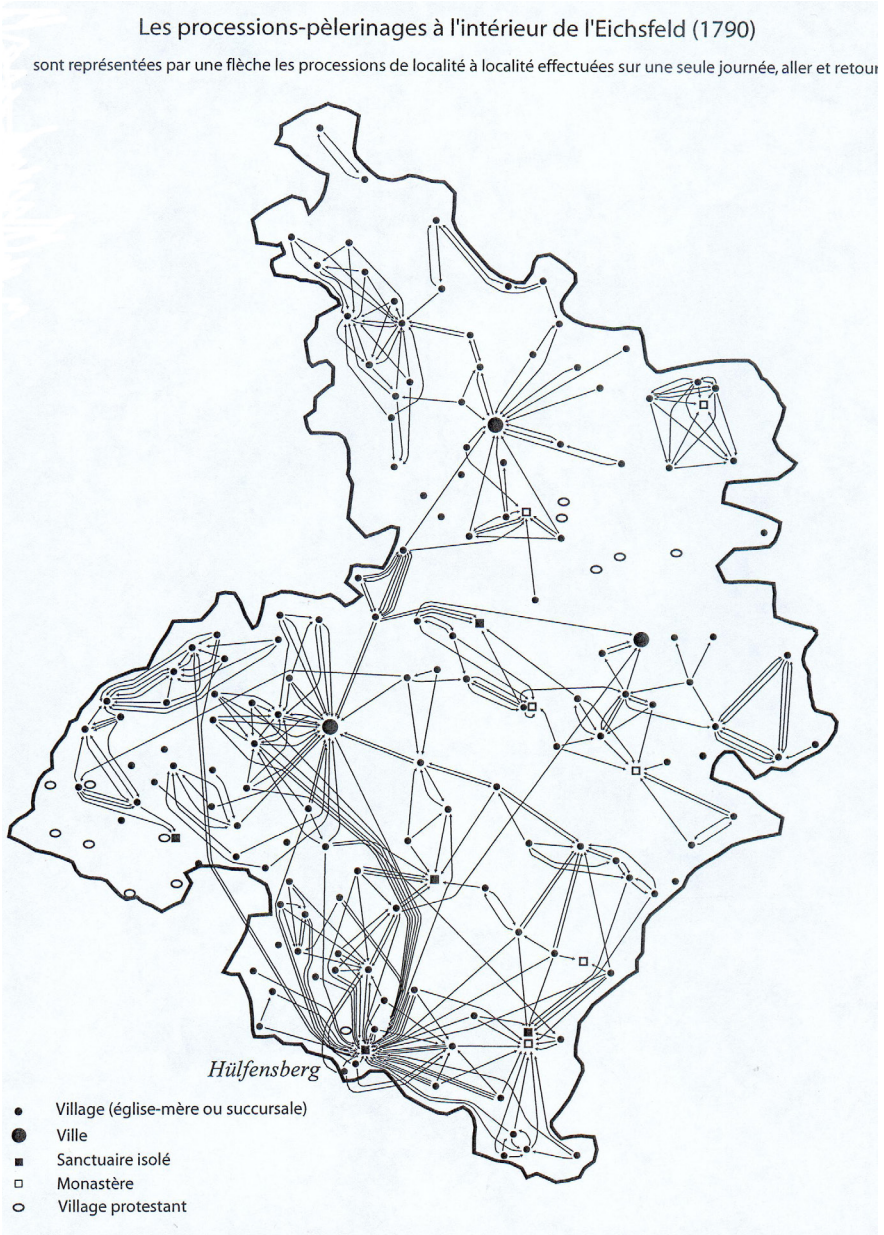 Les processions-pèlerinages à l'intérieur de l'Eichsfeld (1790)
sont représentées par une flèche les processions de localité à localité effectuées sur une seule journée, aller et retour
Hülfensberg
Village (église-mère ou succursale)
Ville
Sanctuaire isolé
Monastère
Village protestant